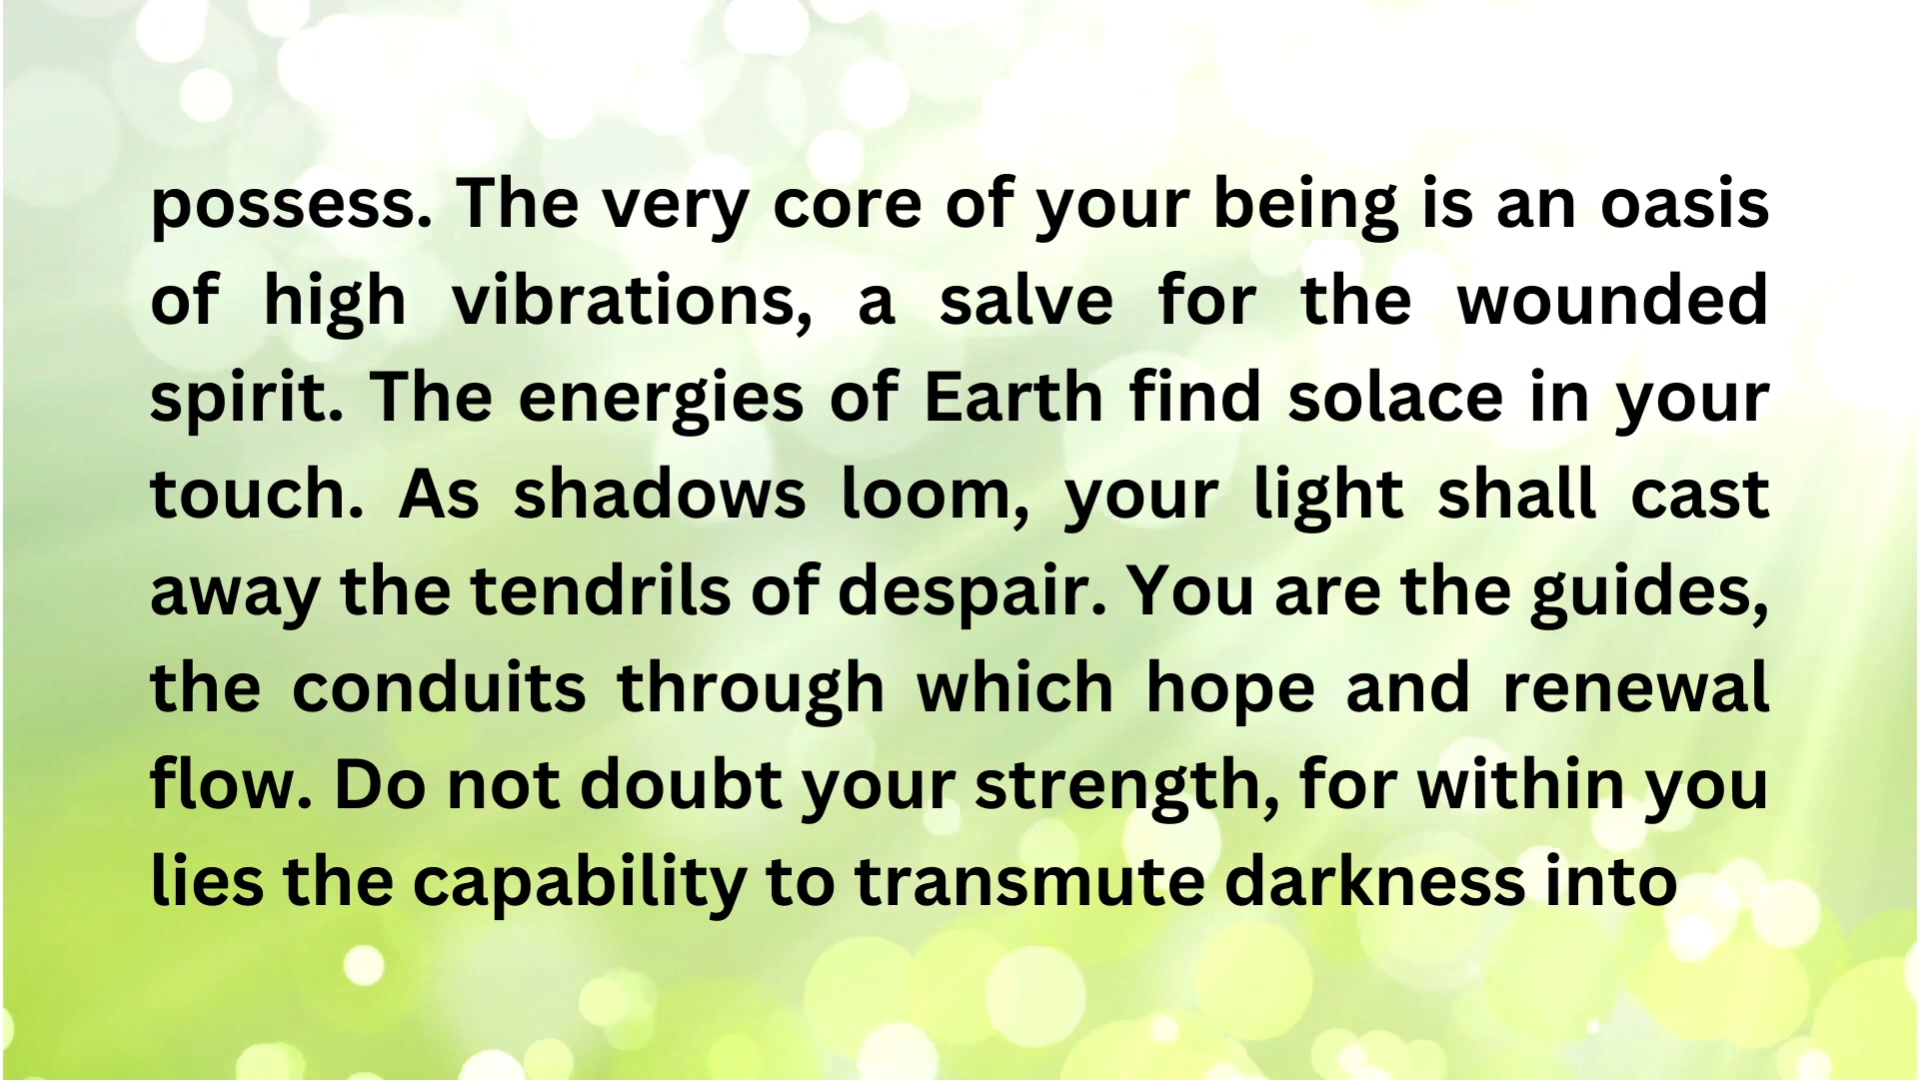 possess. The very core of your being is an oasis
of high vibrations, a salve for the wounded
spirit. The energies of Earth find solace in your
touch. As shadows loom, your light shall cast
away the tendrils of despair. You are the guides,
the conduits through which hope and renewal
flow. Do not doubt your strength, for within you
lies the capability to transmute darkness into